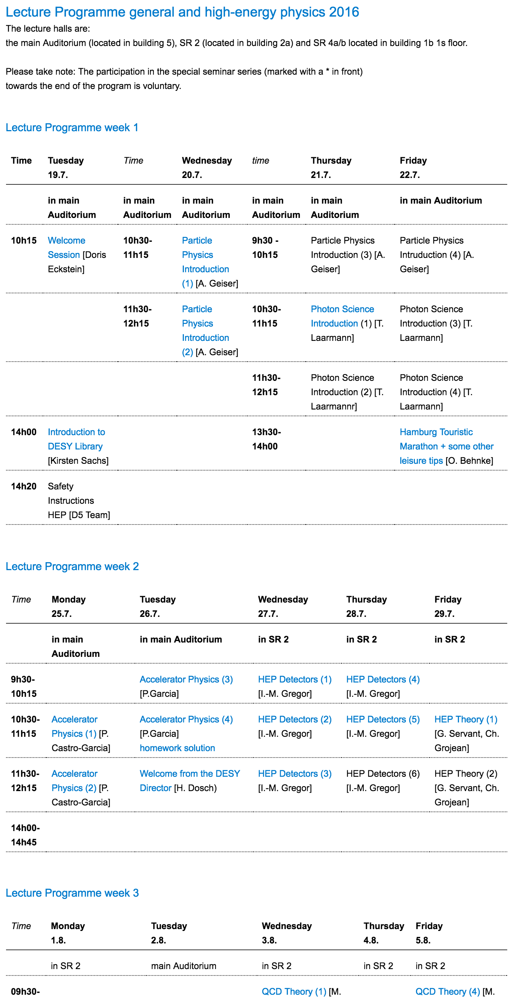 Lecture Programme general and high-energy physics 2016
The lecture halls are:
the main Auditorium (located in building 5), SR 2 (located in building 2a) and SR 4a/b located in building 1b 1s floor.
Please take note: The participation in the special seminar series (marked with a * in front)
towards the end of the program is voluntary.
Lecture Programme week 1
Time Tuesday Time Wednesday time Thursday Friday
19.7. 20.7. 21.7. 22.7.
in main in main in main in main in main in main Auditorium
Auditorium Auditorium Auditorium Auditorium Auditorium
10h15 Welcome 10h30- Particle 9h30 - Particle Physics Particle Physics
Session [Doris 11h15 Physics 10h15 Introduction (3) [A. Intruduction (4) [A.
Eckstein] Introduction Geiser] Geiser]
(1) [A. Geiser]
11h30- Particle 10h30- Photon Science Photon Science
12h15 Physics 11h15 Introduction (1) [T. Introduction (3) [T.
Introduction Laarmann] Laarmann]
(2) [A. Geiser]
11h30- Photon Science Photon Science
12h15 Introduction (2) [T. Introduction (4) [T.
Laarmannr] Laarmann]
14h00 Introduction to 13h30- Hamburg Touristic
DESY Library 14h00 Marathon + some other
[Kirsten Sachs] leisure tips [O. Behnke]
14h20 Safety
Instructions
HEP [D5 Team]
Lecture Programme week 2
Time Monday Tuesday Wednesday Thursday Friday
25.7. 26.7. 27.7. 28.7. 29.7.
in main in main Auditorium in SR 2 in SR 2 in SR 2
Auditorium
9h30- Accelerator Physics (3) HEP Detectors (1) HEP Detectors (4)
10h15 [P.Garcia] [I.-M. Gregor] [I.-M. Gregor]
10h30- Accelerator Accelerator Physics (4) HEP Detectors (2) HEP Detectors (5) HEP Theory (1)
11h15 Physics (1) [P. [P.Garcia] [I.-M. Gregor] [I.-M. Gregor] [G. Servant, Ch.
Castro-Garcia] homework solution Grojean]
11h30- Accelerator Welcome from the DESY HEP Detectors (3) HEP Detectors (6) HEP Theory (2)
12h15 Physics (2) [P. Director [H. Dosch) [I.-M. Gregor] [I.-M. Gregor] [G. Servant, Ch.
Castro-Garcia] Grojean]
14h00-
14h45
Lecture Programme week 3
Time Monday Tuesday Wednesday Thursday Friday
1.8. 2.8. 3.8. 4.8. 5.8.
in SR 2 main Auditorium in SR 2 in SR 2 in SR 2
09h30- QCD Theory (1) [M. QCD Theory (4) [M.